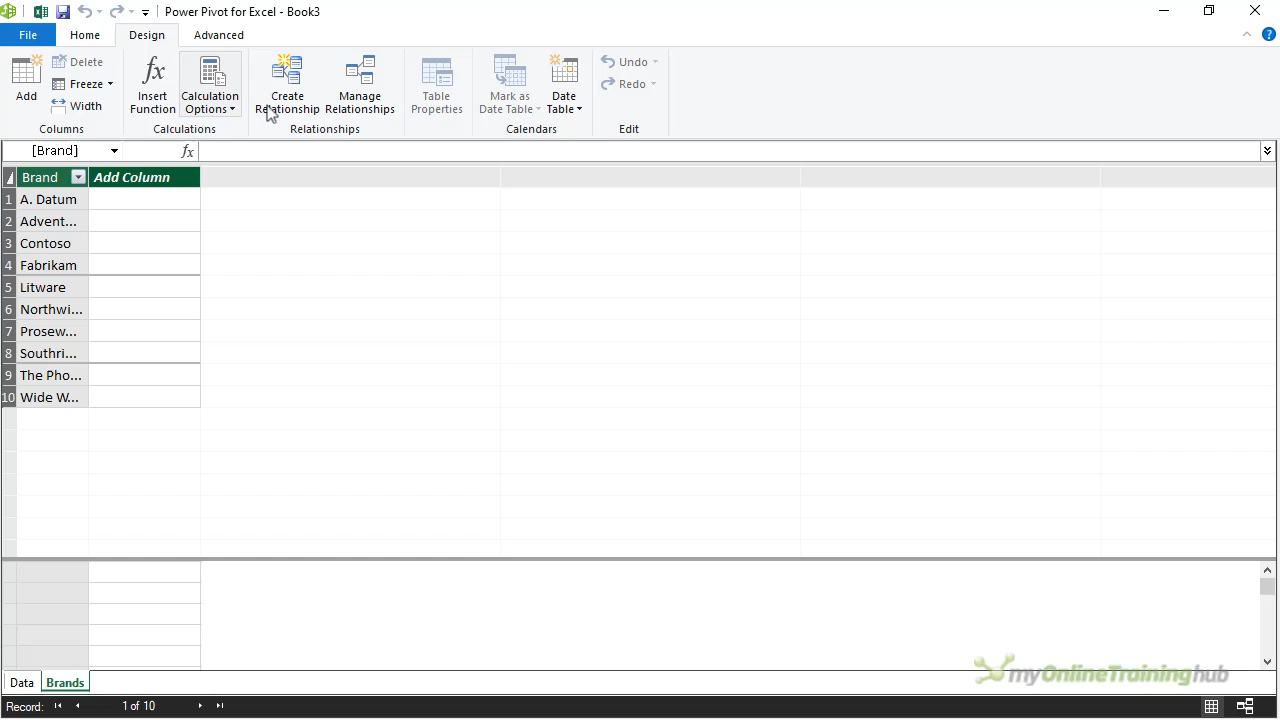 Power Pivot for Excel - Book3
File Home Design Advanced
Add
Delete
Freeze
Width
Columns
Insert Function
Calculation Options
Calculations
Create Relationship
Manage Relationships
Relationships
Table Properties
Mark as Date Table
Date Table
Calendars
Undo
Redo
Edit
[Brand] fx
Brand Add Column
1 A. Datum
2 Advent...
3 Contoso
4 Fabrikam
5 Litware
6 Northwi...
7 Prosew...
8 Southri...
9 The Pho...
10 Wide W...
myOnlineTraininghub
Data Brands
Record: 1 of 10